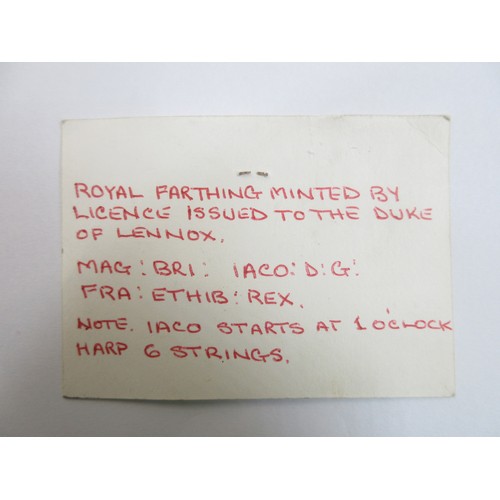 ROYAL FARTHING MINTED BY
LICENCE ISSUED TO THE DUKE
OF LENNOX.
MAG: BRI: IACO: D: G:
FRA: ETHIB: REX.
NOTE. IACO STARTS AT 1 O'CLOCK
HARP 6 STRINGS.